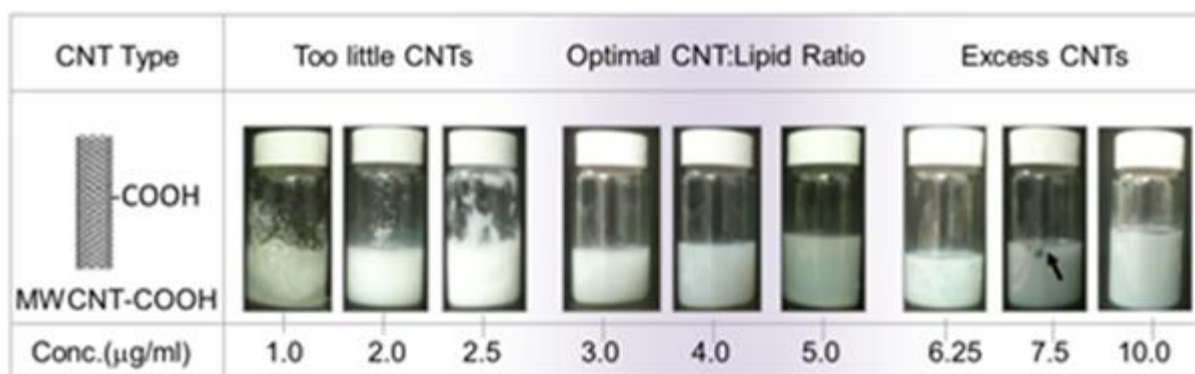 CNT Type Too little CNTs Optimal CNT:Lipid Ratio Excess CNTs
-COOH
MWCNT-COOH
Conc.(μg/ml) 1.0 2.0 2.5 3.0 4.0 5.0 6.25 7.5 10.0